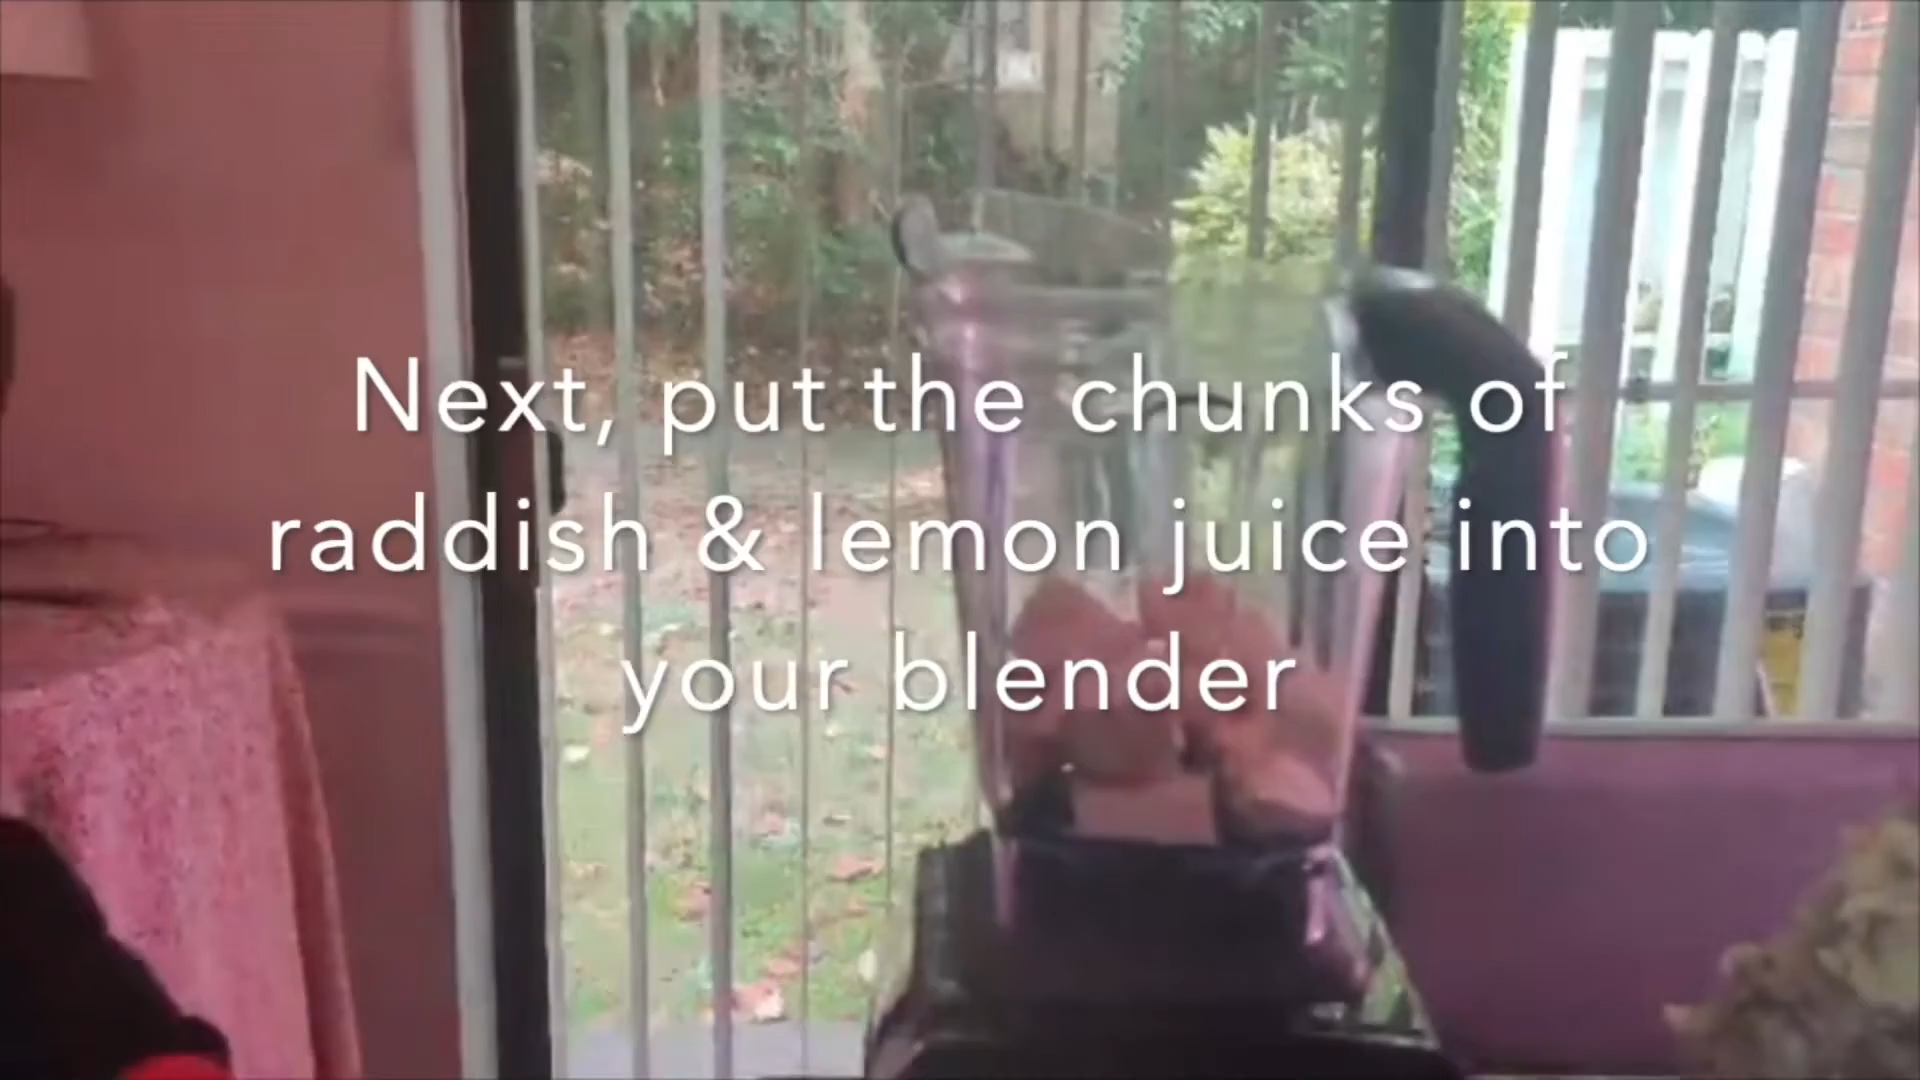 Next, put the chunks of
raddish & lemon juice into
your blender